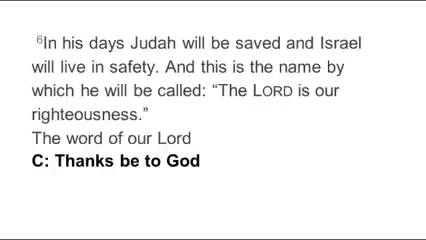 ⁶In his days Judah will be saved and Israel
will live in safety. And this is the name by
which he will be called: “The LORD is our
righteousness.”
The word of our Lord
C: Thanks be to God